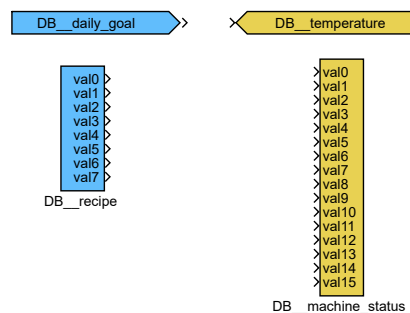 DB__daily_goal
DB__temperature
val0
val1
val2
val3
val4
val5
val6
val7
DB__recipe
val0
val1
val2
val3
val4
val5
val6
val7
val8
val9
val10
val11
val12
val13
val14
val15
DB__machine_status